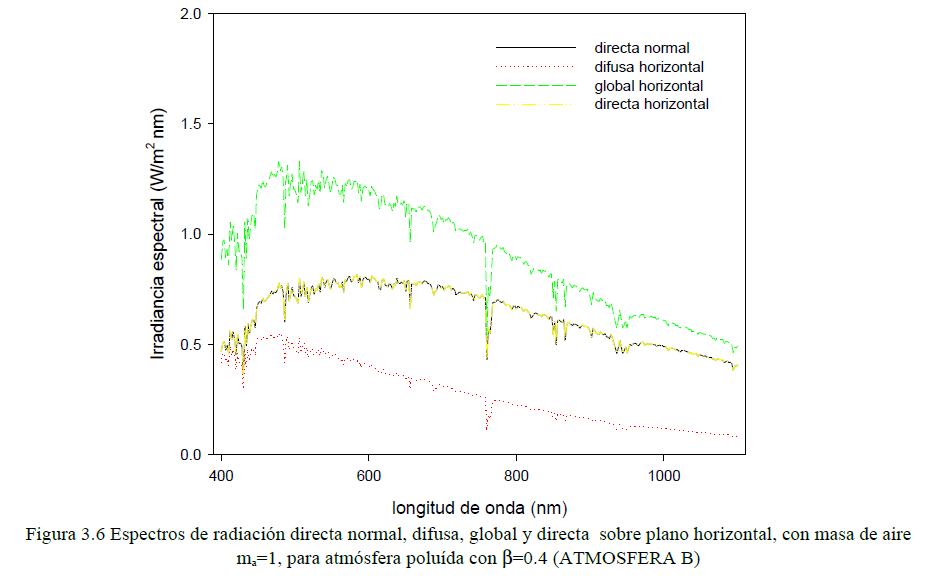 2.0
1.5
1.0
0.5
0.0
Irradiancia espectral (W/m² nm)
directa normal
difusa horizontal
global horizontal
directa horizontal
400 600 800 1000
longitud de onda (nm)
Figura 3.6 Espectros de radiación directa normal, difusa, global y directa sobre plano horizontal, con masa de aire
mₐ=1, para atmósfera poluída con β=0.4 (ATMOSFERA B)